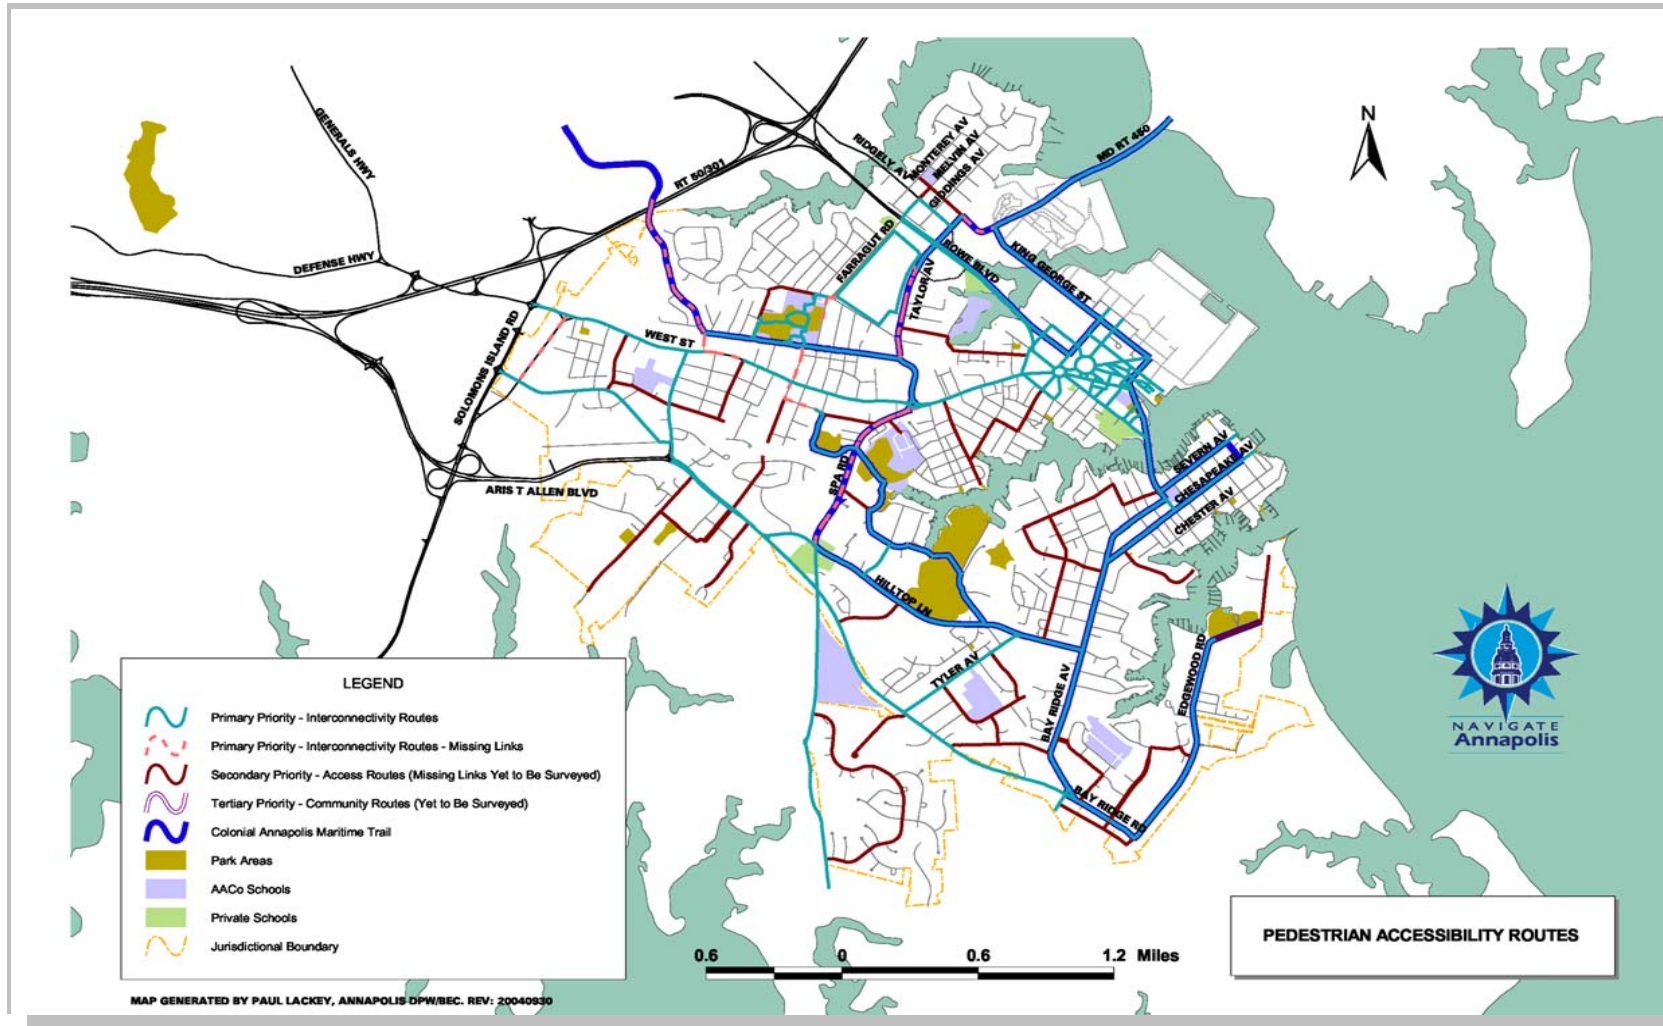 N
GENERALS HWY
RT 50/301
RIDGELY AV
MONTEREY AV
MELVIN AV
GIDDINGS AV
MD RT 450
DEFENSE HWY
FARRAGUT RD
ROWE BLVD
KING GEORGE ST
TAYLOR AV
SOLOMONS ISLAND RD
WEST ST
ARIS T ALLEN BLVD
SPA RD
SEVERN AV
CHESAPEAKE AV
CHESTER AV
HILLTOP LN
TYLER AV
BAY RIDGE AV
EDGEWOOD RD
BAY RIDGE RD
NAVIGATE
Annapolis
LEGEND
Primary Priority - Interconnectivity Routes
Primary Priority - Interconnectivity Routes - Missing Links
Secondary Priority - Access Routes (Missing Links Yet to Be Surveyed)
Tertiary Priority - Community Routes (Yet to Be Surveyed)
Colonial Annapolis Maritime Trail
Park Areas
AACo Schools
Private Schools
Jurisdictional Boundary
0.6 0 0.6 1.2 Miles
PEDESTRIAN ACCESSIBILITY ROUTES
MAP GENERATED BY PAUL LACKEY, ANNAPOLIS DPW/BEC. REV: 20040930